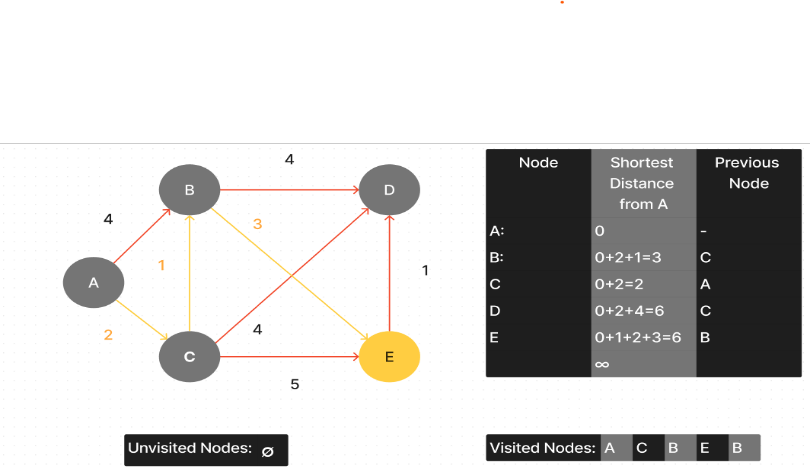 4
B
D
4
3
A
1
1
2
4
C
E
5
Unvisited Nodes: ∅
Node Shortest Distance from A Previous Node
A: 0 -
B: 0+2+1=3 C
C 0+2=2 A
D 0+2+4=6 C
E 0+1+2+3=6 B
∞
Visited Nodes: A C B E B